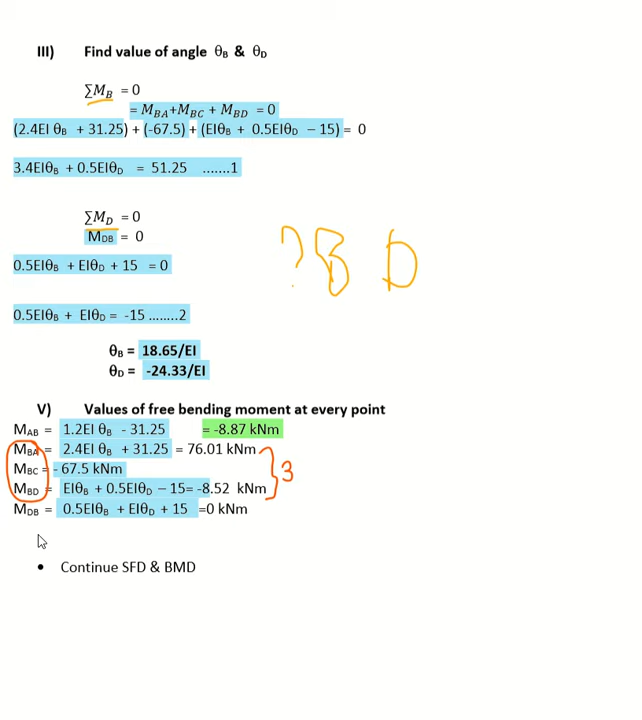 III) Find value of angle θB & θD
∑MB = 0
= MBA+MBC + MBD = 0
(2.4EI θB + 31.25) + (-67.5) + (EIθB + 0.5EIθD − 15) = 0
3.4EIθB + 0.5EIθD = 51.25 .......1
∑MD = 0
MDB = 0
0.5EIθB + EIθD + 15 = 0
? B D
0.5EIθB + EIθD = -15 ........2
θB = 18.65/EI
θD = -24.33/EI
V) Values of free bending moment at every point
MAB = 1.2EI θB - 31.25 = -8.87 kNm
MBA = 2.4EI θB + 31.25 = 76.01 kNm
MBC = - 67.5 kNm
3
MBD = EIθB + 0.5EIθD − 15= -8.52 kNm
MDB = 0.5EIθB + EIθD + 15 =0 kNm
• Continue SFD & BMD